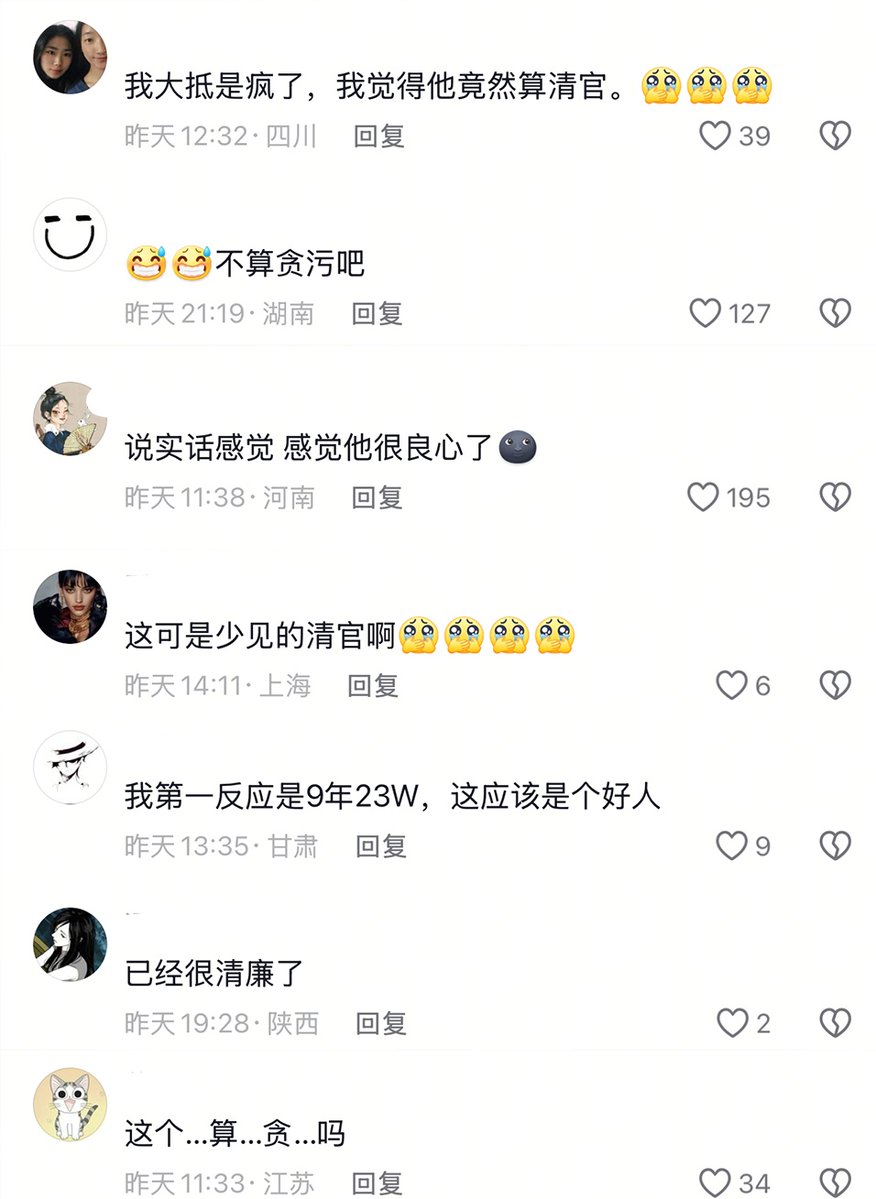 我大抵是疯了，我觉得他竟然算清官。🥹🥹🥹
昨天 12:32· 四川 回复 39
😅😅不算贪污吧
昨天 21:19· 湖南 回复 127
说实话感觉 感觉他很良心了🌚
昨天 11:38· 河南 回复 195
这可是少见的清官啊🥹🥹🥹🥹
昨天 14:11· 上海 回复 6
我第一反应是9年23W，这应该是个好人
昨天 13:35· 甘肃 回复 9
已经很清廉了
昨天 19:28· 陕西 回复 2
这个...算...贪...吗
昨天 11:33· 江苏 回复 34